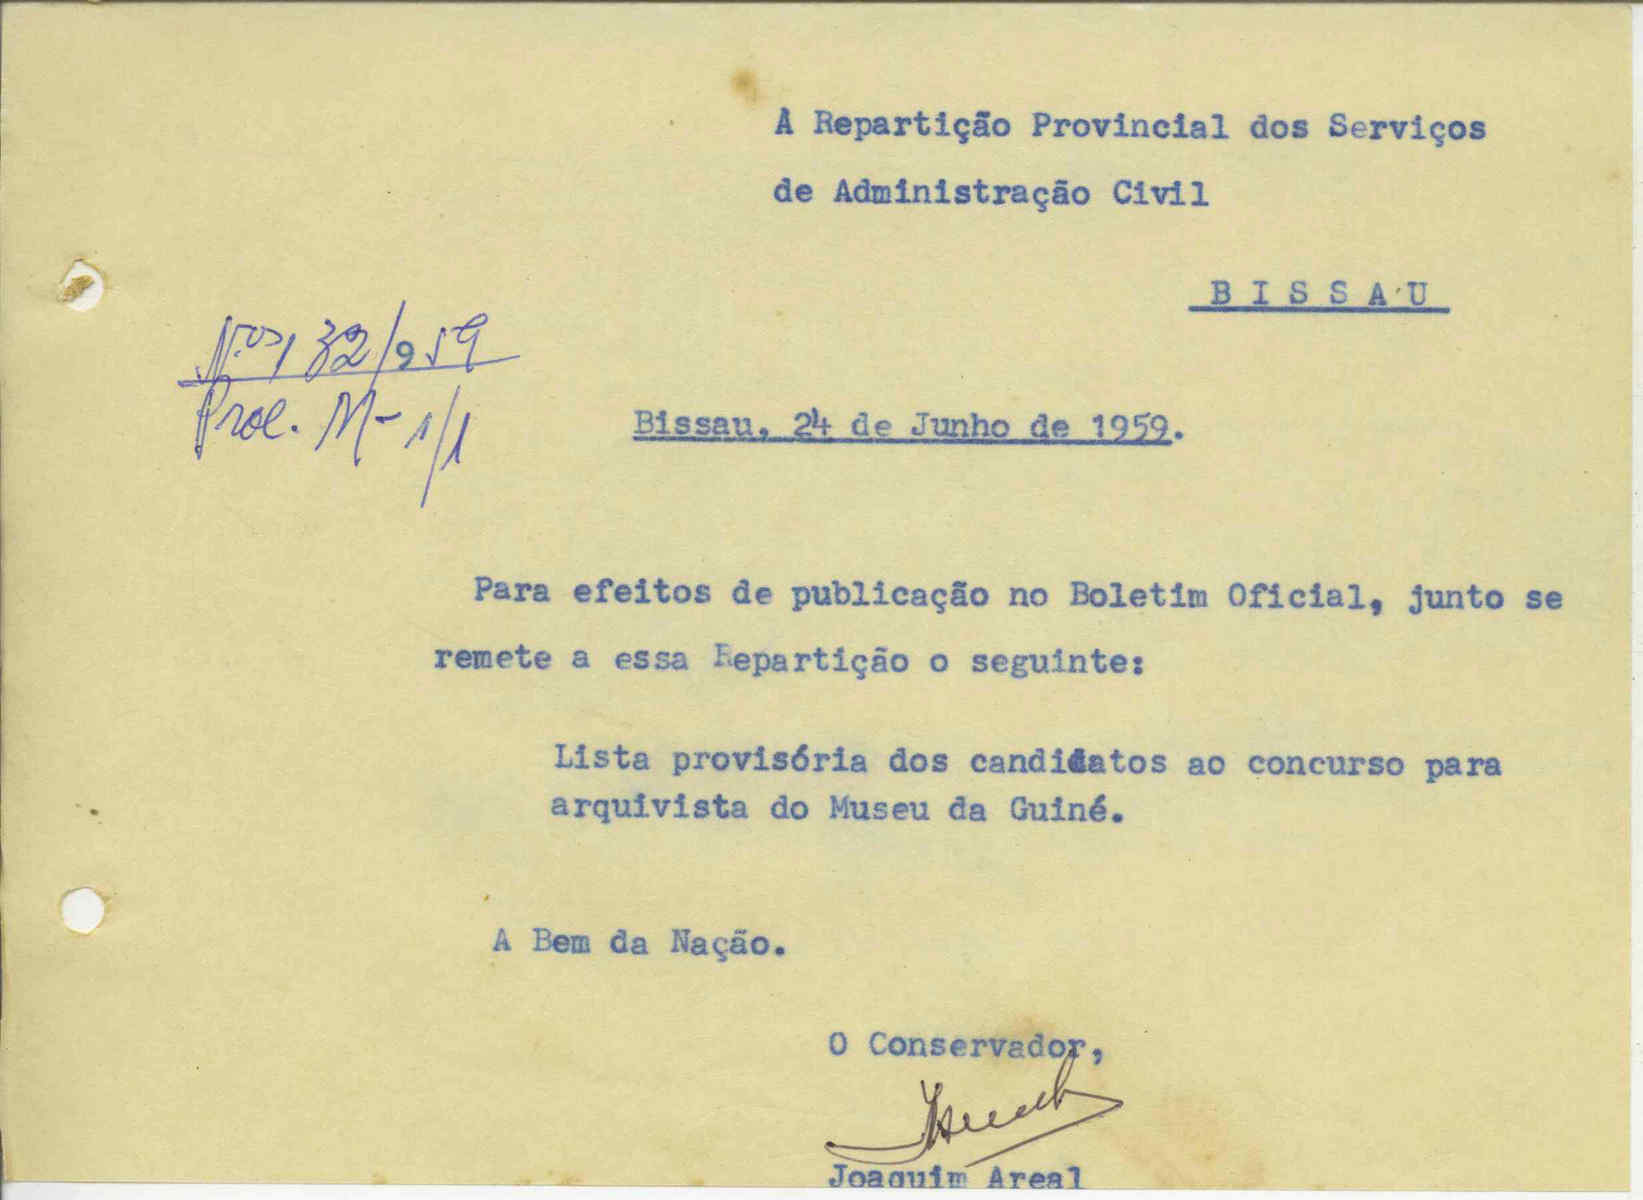 À Repartição Provincial dos Serviços
de Administração Civil
B I S S A U
N.º 132/959
Proc. M-1/1
Bissau, 24 de Junho de 1959.
Para efeitos de publicação no Boletim Oficial, junto se
remete a essa Repartição o seguinte:
Lista provisória dos candidatos ao concurso para
arquivista do Museu da Guiné.
A Bem da Nação.
O Conservador,
Joaquim Areal